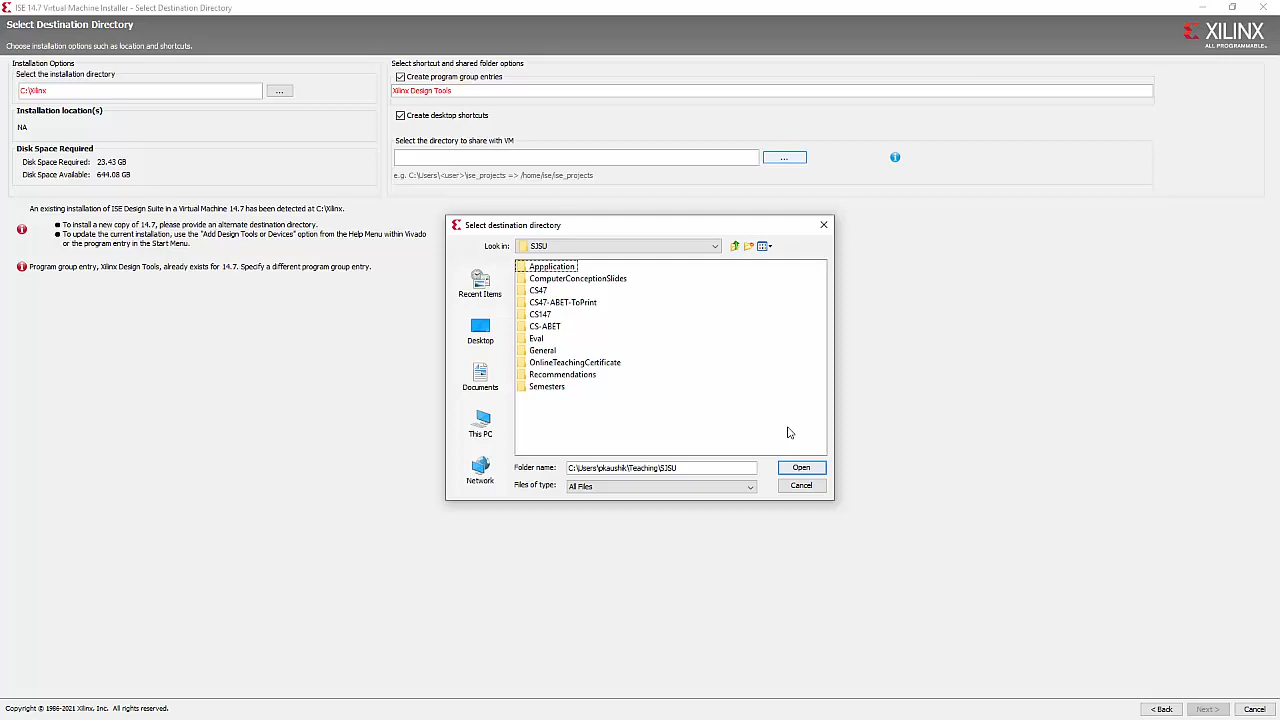 ISE 14.7 Virtual Machine Installer - Select Destination Directory
Select Destination Directory
Choose installation options such as location and shortcuts.
XILINX
ALL PROGRAMMABLE.
Installation Options
Select the installation directory
C:\Xilinx
...
Installation location(s)
NA
Disk Space Required
Disk Space Required: 23.43 GB
Disk Space Available: 644.08 GB
Select shortcut and shared folder options
Create program group entries
Xilinx Design Tools
Create desktop shortcuts
Select the directory to share with VM
...
e.g. C:\Users\<user>\ise_projects => /home/ise/ise_projects
An existing installation of ISE Design Suite in a Virtual Machine 14.7 has been detected at C:\Xilinx.
● To install a new copy of 14.7, please provide an alternate destination directory.
● To update the current installation, use the "Add Design Tools or Devices" option from the Help Menu within Vivado
or the program entry in the Start Menu.
Program group entry, Xilinx Design Tools, already exists for 14.7. Specify a different program group entry.
Select destination directory
Look in: SJSU
Recent Items
Desktop
Documents
This PC
Network
Appplication
ComputerConceptionSlides
CS47
CS47-ABET-ToPrint
CS147
CS-ABET
Eval
General
OnlineTeachingCertificate
Recommendations
Semesters
Folder name: C:\Users\pkaushik\Teaching\SJSU
Open
Files of type: All Files
Cancel
Copyright © 1986-2021 Xilinx, Inc. All rights reserved.
< Back
Next >
Cancel